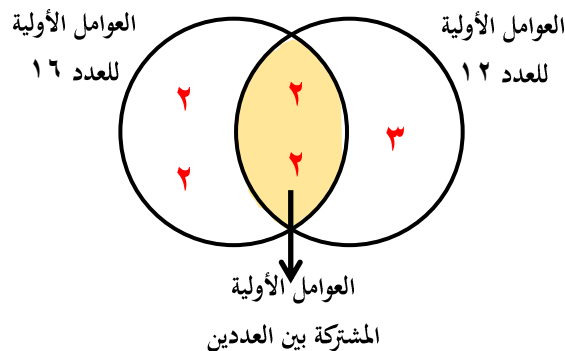 العوامل الأولية
للعدد ١٢
العوامل الأولية
للعدد ١٦
٣
٢
٢
٢
٢
العوامل الأولية
المشتركة بين العددين